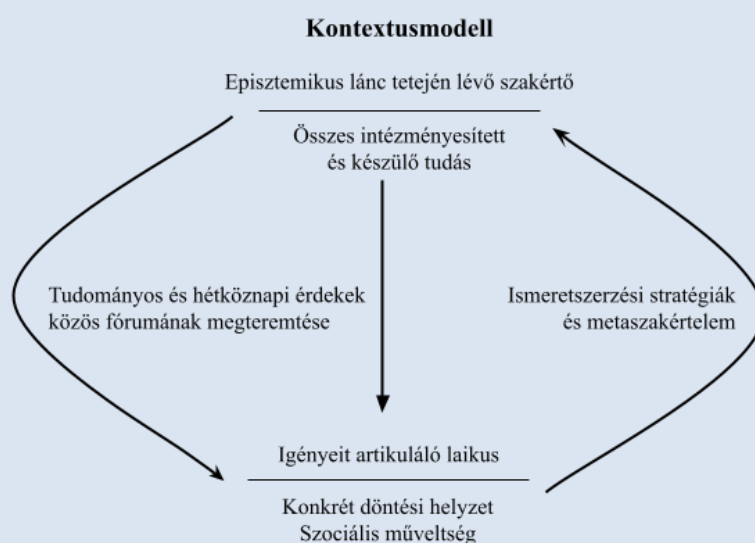 Kontextusmodell
Episztemikus lánc tetején lévő szakértő
Összes intézményesített
és készülő tudás
Tudományos és hétköznapi érdekek
közös fórumának megteremtése
Ismeretszerzési stratégiák
és metaszakértelem
Igényeit artikuláló laikus
Konkrét döntési helyzet
Szociális műveltség